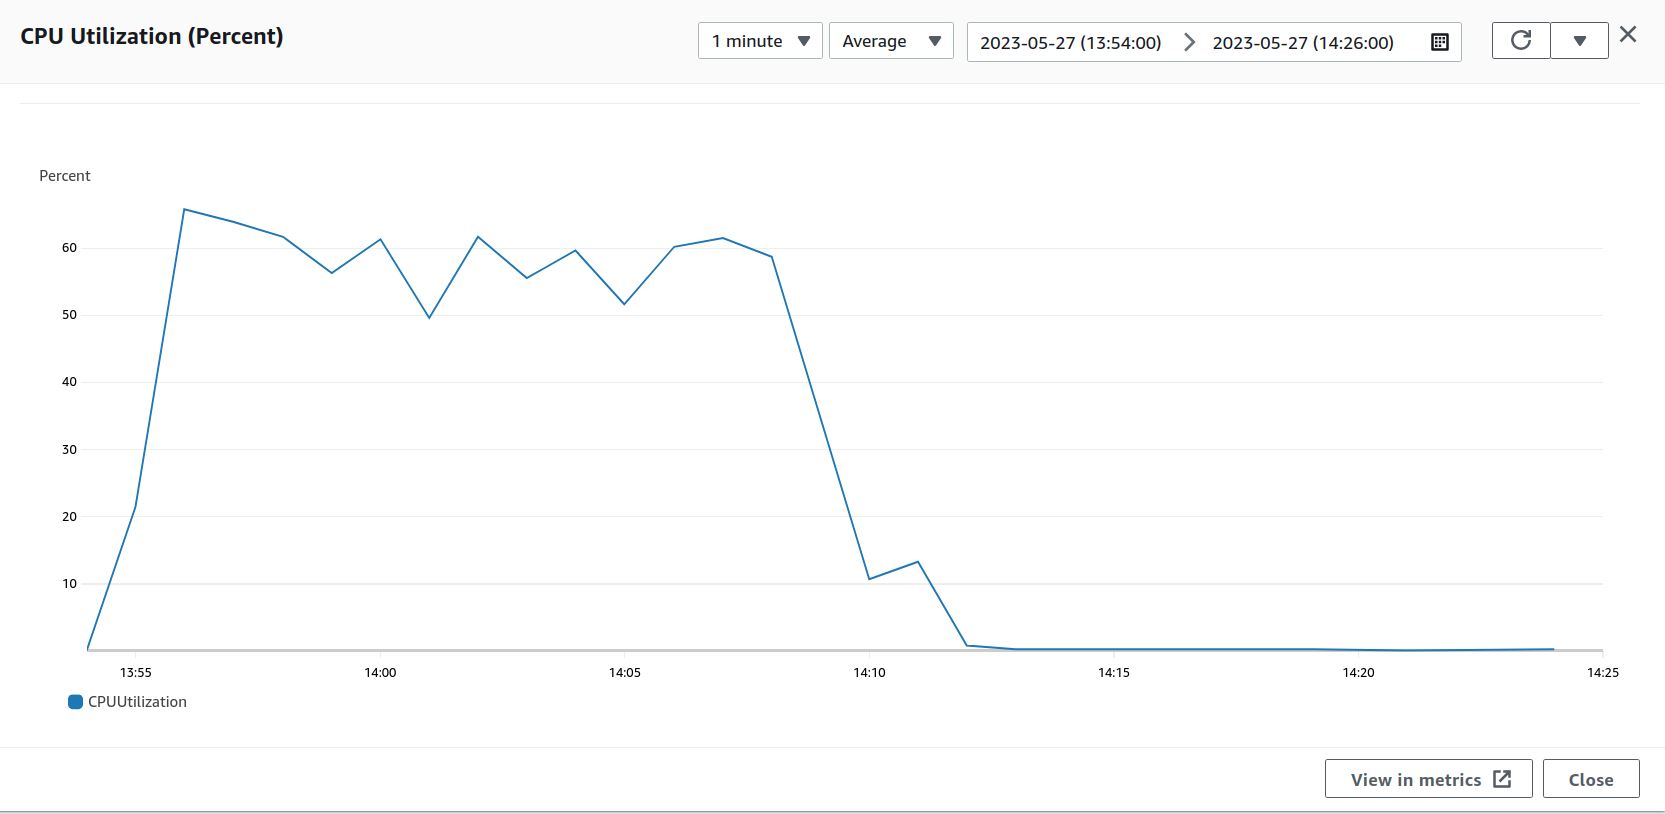 CPU Utilization (Percent)
1 minute
Average
2023-05-27 (13:54:00)
2023-05-27 (14:26:00)
Percent
60
50
40
30
20
10
13:55 14:00 14:05 14:10 14:15 14:20 14:25
CPUUtilization
View in metrics
Close